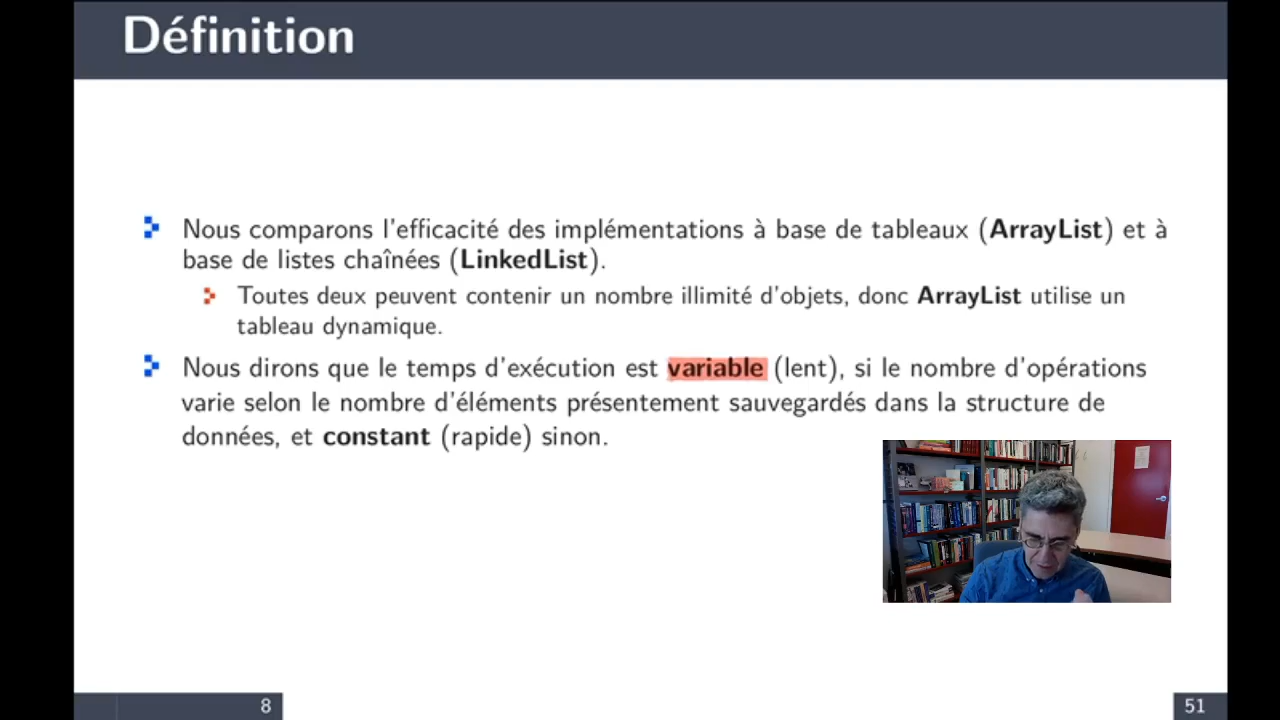 Définition
Nous comparons l'efficacité des implémentations à base de tableaux (ArrayList) et à
base de listes chaînées (LinkedList).
Toutes deux peuvent contenir un nombre illimité d'objets, donc ArrayList utilise un
tableau dynamique.
Nous dirons que le temps d'exécution est variable (lent), si le nombre d'opérations
varie selon le nombre d'éléments présentement sauvegardés dans la structure de
données, et constant (rapide) sinon.
8
51